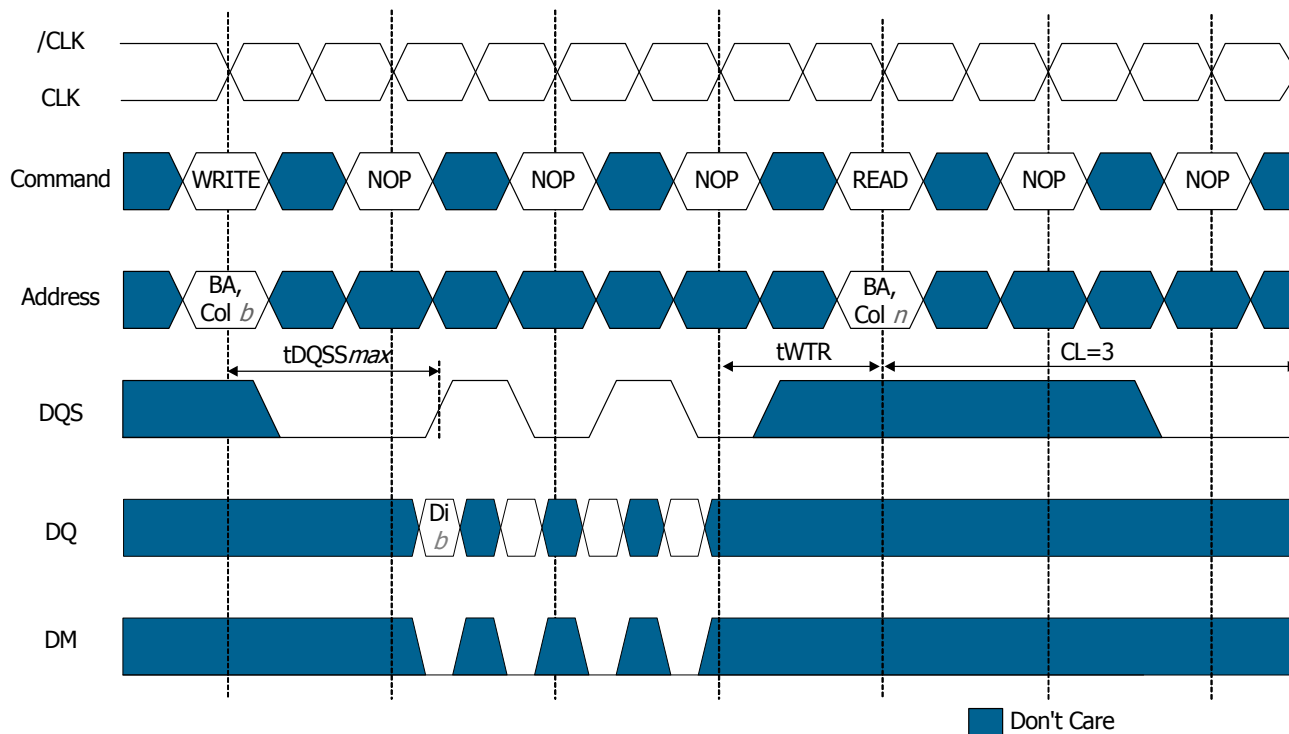 /CLK
CLK
Command WRITE NOP NOP NOP READ NOP NOP
Address BA, Col b BA, Col n
tDQSSmax tWTR CL=3
DQS
DQ Di b
DM
Don't Care